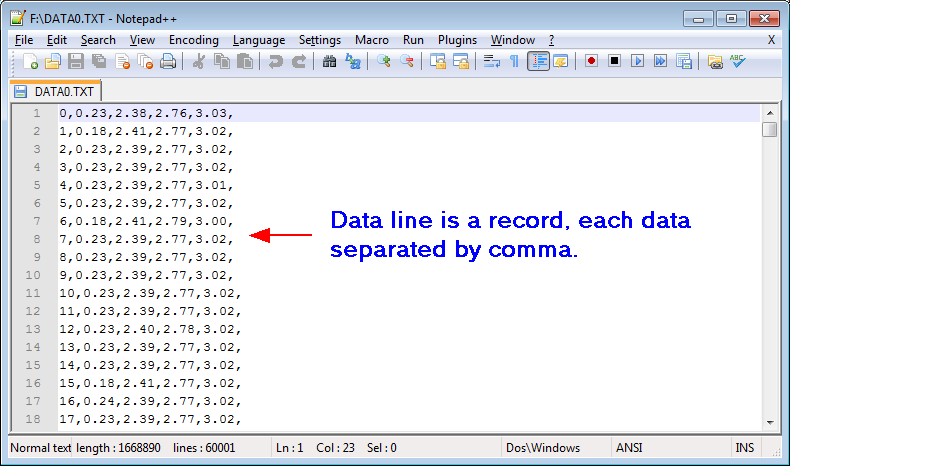 F:\DATA0.TXT - Notepad++
File Edit Search View Encoding Language Settings Macro Run Plugins Window ? X
ABC
DATA0.TXT
1 0,0.23,2.38,2.76,3.03,
2 1,0.18,2.41,2.77,3.02,
3 2,0.23,2.39,2.77,3.02,
4 3,0.23,2.39,2.77,3.02,
5 4,0.23,2.39,2.77,3.01,
6 5,0.23,2.39,2.77,3.02,
7 6,0.18,2.41,2.79,3.00,
8 7,0.23,2.39,2.77,3.02,
9 8,0.23,2.39,2.77,3.02,
10 9,0.23,2.39,2.77,3.02,
11 10,0.23,2.39,2.77,3.02,
12 11,0.23,2.39,2.77,3.02,
13 12,0.23,2.40,2.78,3.02,
14 13,0.23,2.39,2.77,3.02,
15 14,0.23,2.39,2.77,3.02,
16 15,0.18,2.41,2.77,3.02,
17 16,0.24,2.39,2.77,3.02,
18 17,0.23,2.39,2.77,3.02,
Data line is a record, each data
separated by comma.
Normal text length : 1668890 lines : 60001 Ln : 1 Col : 23 Sel : 0 Dos\Windows ANSI INS